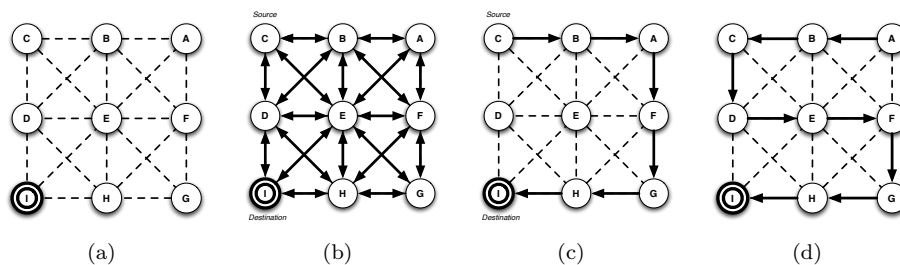 Source
Source
C B A
C B A
C B A
C B A
D E F
D E F
D E F
D E F
I H G
I H G
I H G
I H G
Destination
Destination
(a)
(b)
(c)
(d)